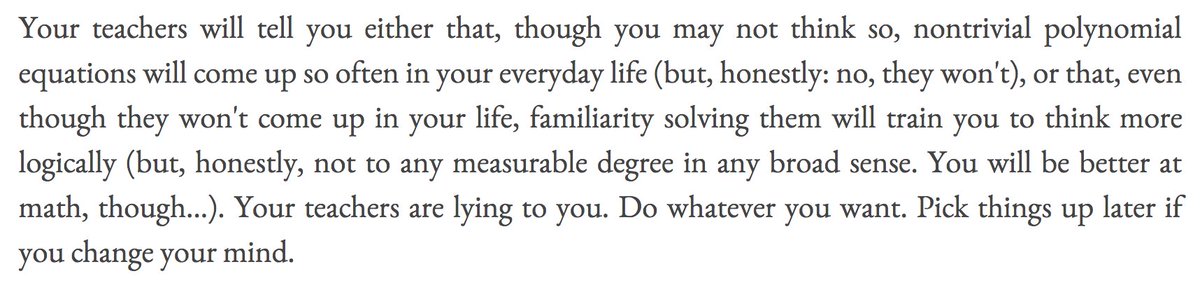 Your teachers will tell you either that, though you may not think so, nontrivial polynomial
equations will come up so often in your everyday life (but, honestly: no, they won't), or that, even
though they won't come up in your life, familiarity solving them will train you to think more
logically (but, honestly, not to any measurable degree in any broad sense. You will be better at
math, though...). Your teachers are lying to you. Do whatever you want. Pick things up later if
you change your mind.